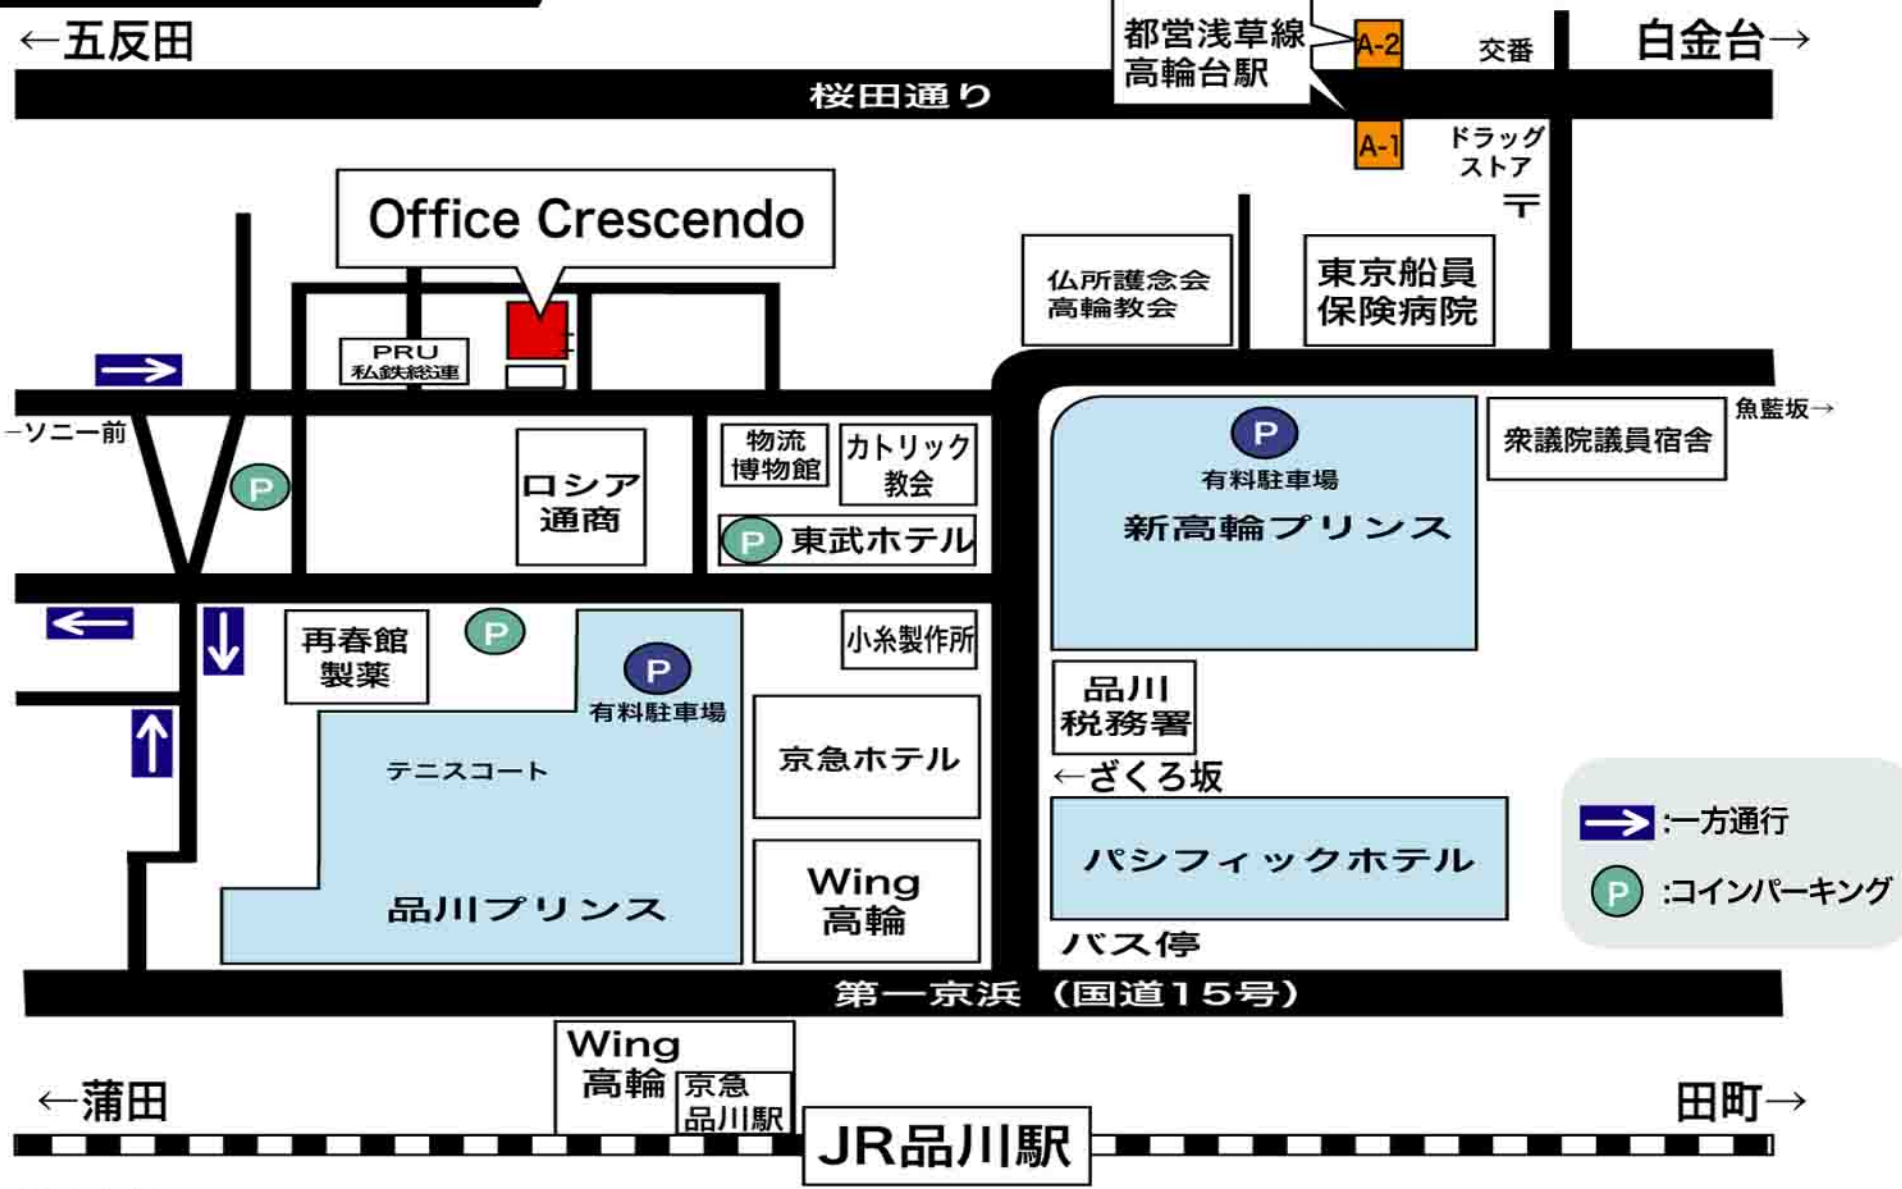 ←五反田
都営浅草線
高輪台駅
A-2
交番
白金台→
桜田通り
A-1
ドラッグ
ストア
〒
Office Crescendo
仏所護念会
高輪教会
東京船員
保険病院
PRU
私鉄総連
→
←ソニー前
P
ロシア
通商
物流
博物館
カトリック
教会
P 東武ホテル
P
有料駐車場
新高輪プリンス
衆議院議員宿舎
魚藍坂→
←
↓
再春館
製薬
P
P
有料駐車場
小糸製作所
↑
テニスコート
京急ホテル
品川
税務署
←ざくろ坂
品川プリンス
Wing
高輪
パシフィックホテル
バス停
→:一方通行
P :コインパーキング
第一京浜（国道15号）
Wing
高輪
京急
品川駅
←蒲田
JR品川駅
田町→